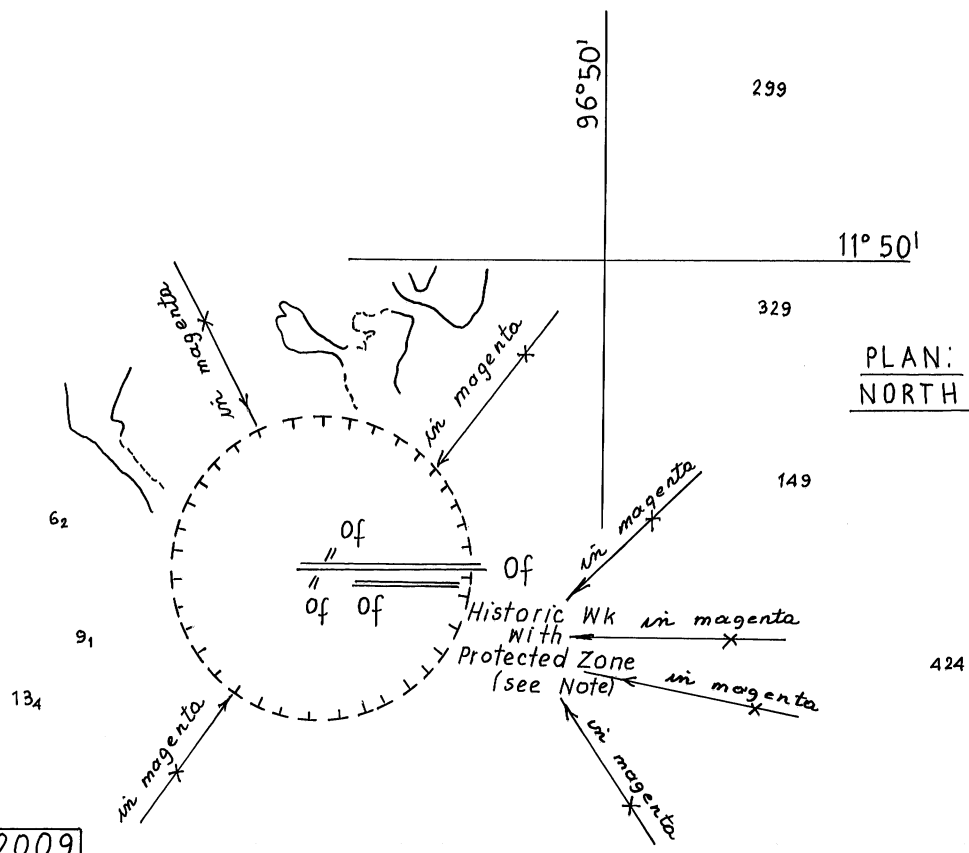 96°50'
299
11°50'
329
PLAN:
NORTH
in magenta
in magenta
149
in magenta
6₂
Of
Of
Of
Of
Historic Wk
with
Protected Zone
(see Note)
in magenta
in magenta
in magenta
in magenta
9₁
424
13₄
2009